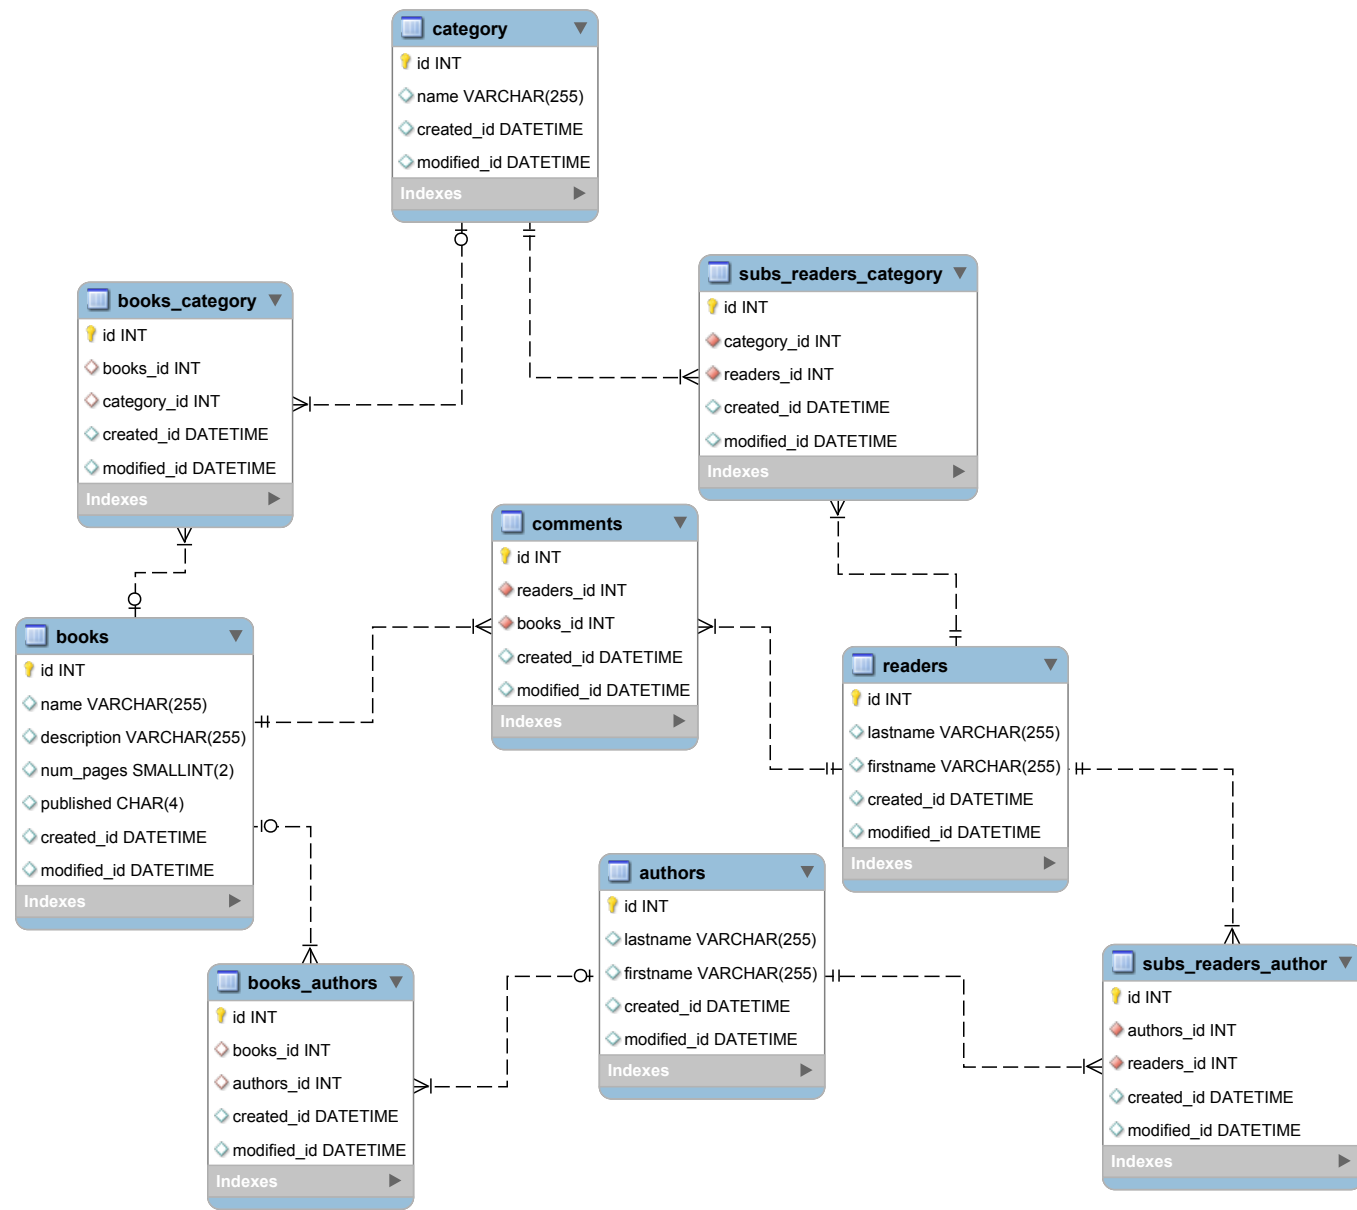 category
id INT
name VARCHAR(255)
created_id DATETIME
modified_id DATETIME
Indexes
subs_readers_category
id INT
category_id INT
readers_id INT
created_id DATETIME
modified_id DATETIME
Indexes
books_category
id INT
books_id INT
category_id INT
created_id DATETIME
modified_id DATETIME
Indexes
comments
id INT
readers_id INT
books_id INT
created_id DATETIME
modified_id DATETIME
Indexes
books
id INT
name VARCHAR(255)
description VARCHAR(255)
num_pages SMALLINT(2)
published CHAR(4)
created_id DATETIME
modified_id DATETIME
Indexes
readers
id INT
lastname VARCHAR(255)
firstname VARCHAR(255)
created_id DATETIME
modified_id DATETIME
Indexes
authors
id INT
lastname VARCHAR(255)
firstname VARCHAR(255)
created_id DATETIME
modified_id DATETIME
Indexes
subs_readers_author
id INT
authors_id INT
readers_id INT
created_id DATETIME
modified_id DATETIME
Indexes
books_authors
id INT
books_id INT
authors_id INT
created_id DATETIME
modified_id DATETIME
Indexes